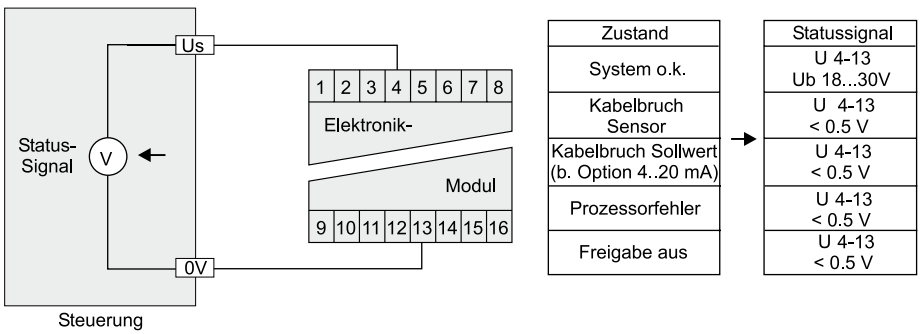 Us
1 2 3 4 5 6 7 8
Elektronik-
Status-
Signal
V
Modul
9 10 11 12 13 14 15 16
0V
Steuerung
Zustand
System o.k.
Kabelbruch
Sensor
Kabelbruch Sollwert
(b. Option 4..20 mA)
Prozessorfehler
Freigabe aus
Statussignal
U 4-13
Ub 18...30V
U 4-13
< 0.5 V
U 4-13
< 0.5 V
U 4-13
< 0.5 V
U 4-13
< 0.5 V